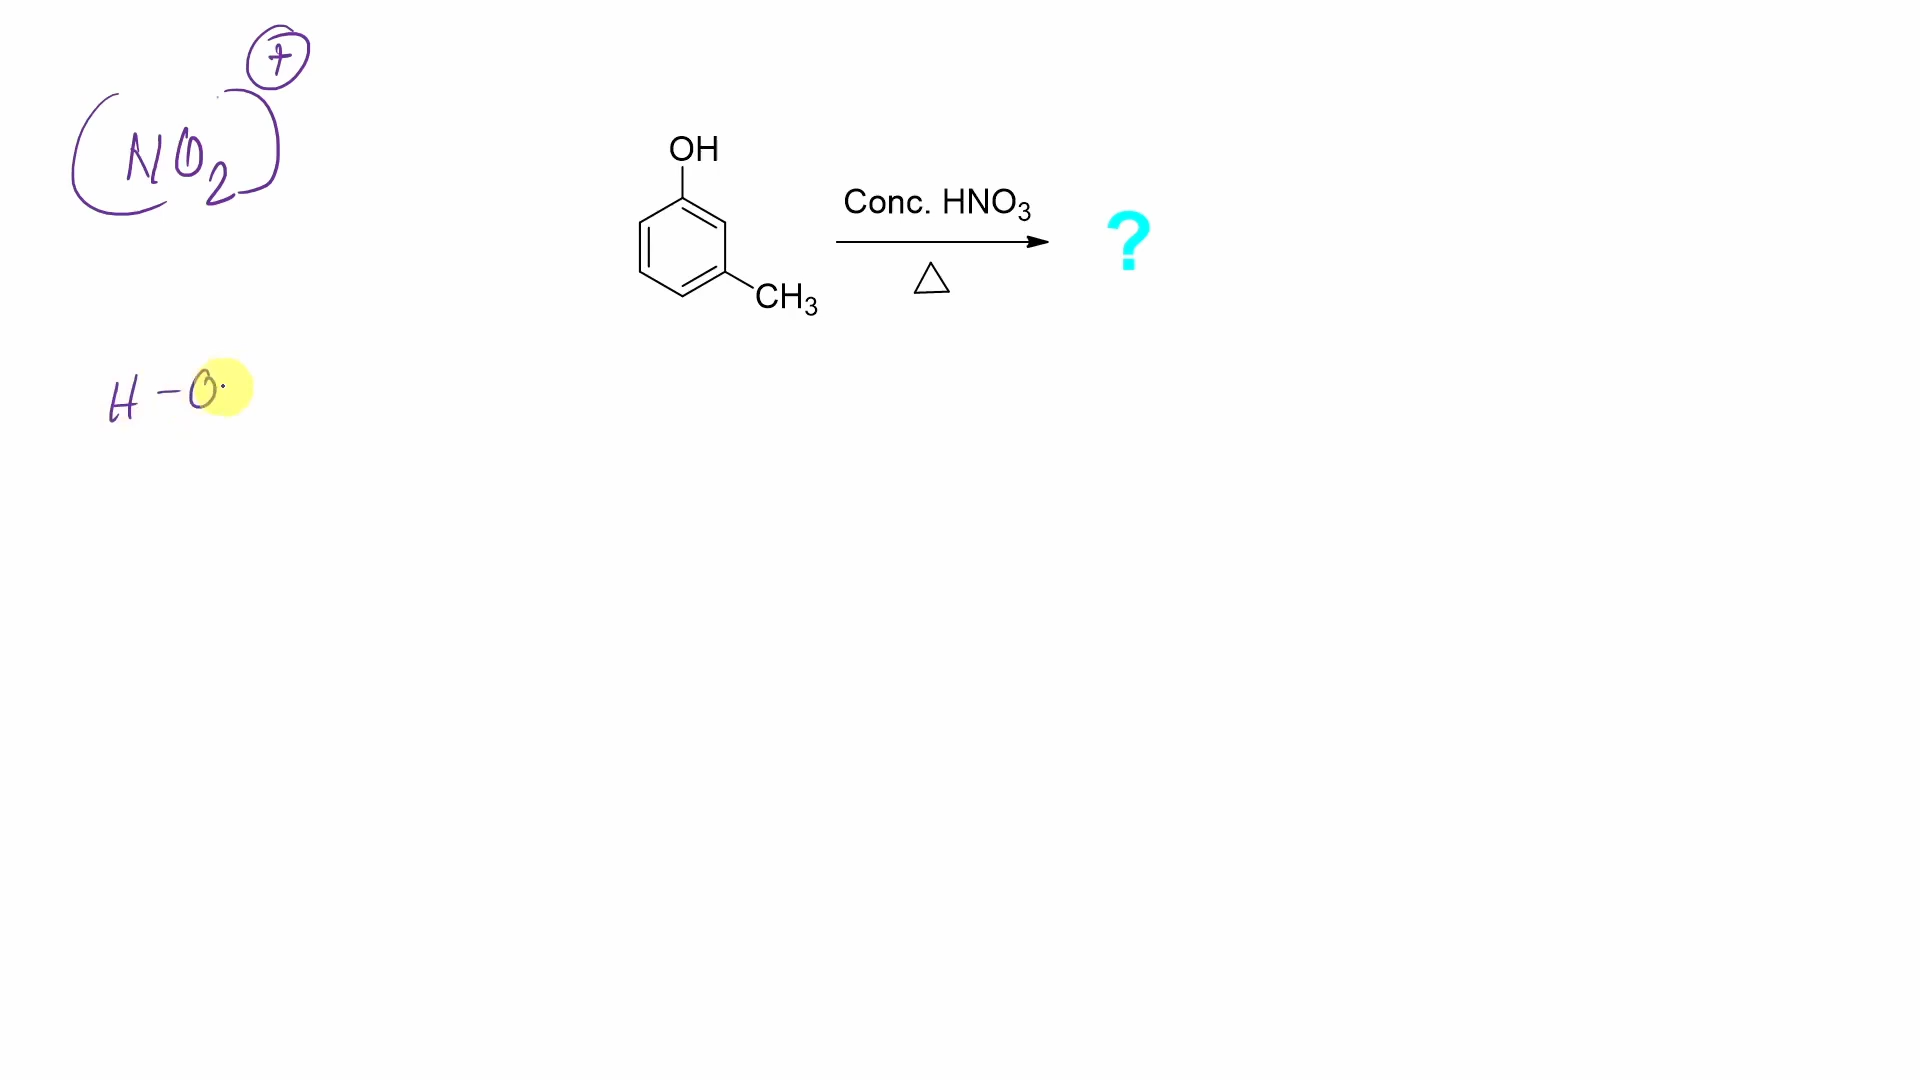 (NO₂)⊕
OH
Conc. HNO₃
△
?
CH₃
H-O